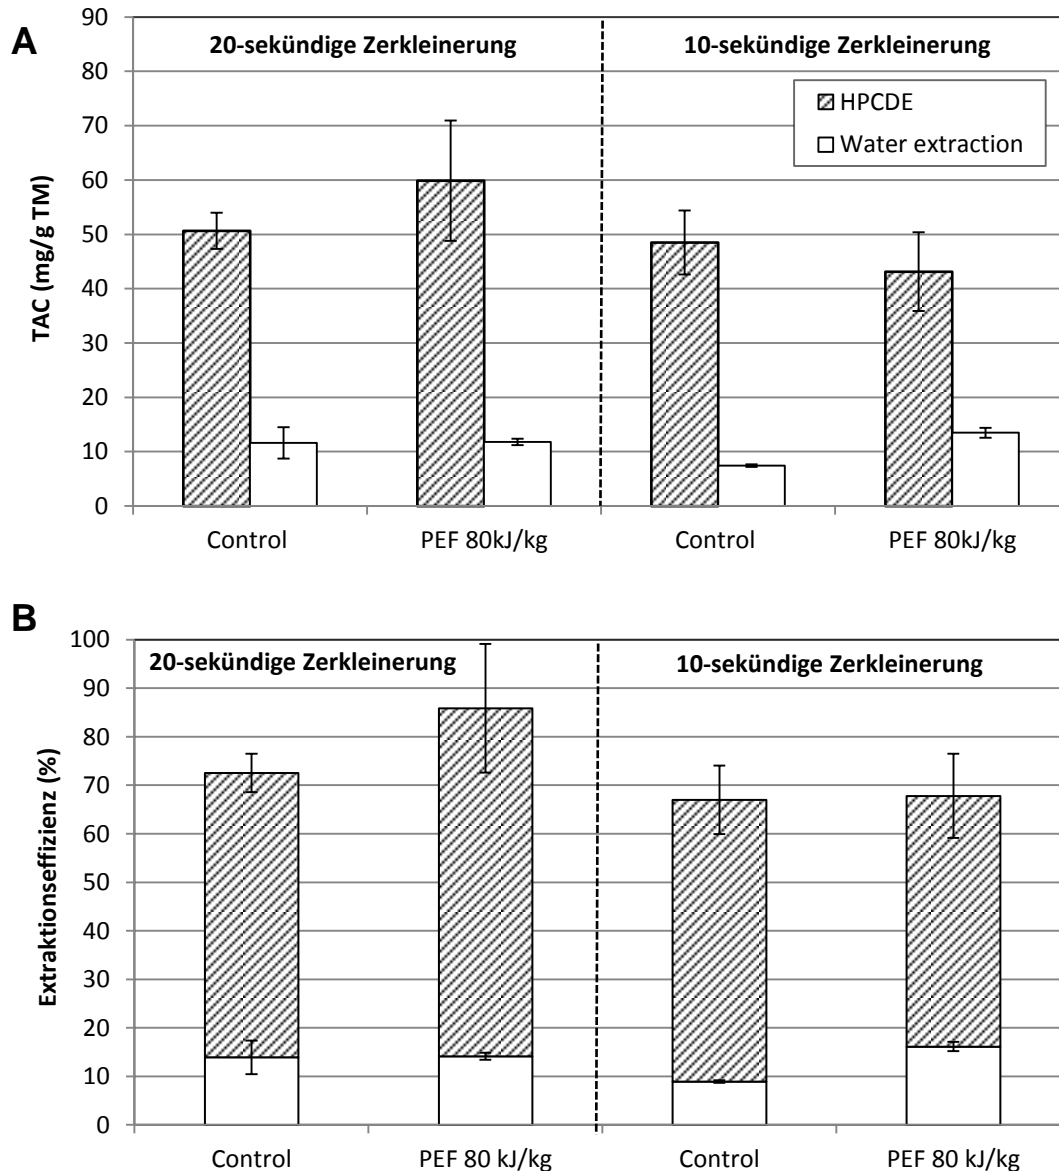 A
90
80
70
60
50
40
30
20
10
0
TAC (mg/g TM)
20-sekündige Zerkleinerung
10-sekündige Zerkleinerung
HPCDE
Water extraction
Control
PEF 80kJ/kg
Control
PEF 80kJ/kg
B
100
90
80
70
60
50
40
30
20
10
0
Extraktionseffizienz (%)
20-sekündige Zerkleinerung
10-sekündige Zerkleinerung
Control
PEF 80 kJ/kg
Control
PEF 80 kJ/kg